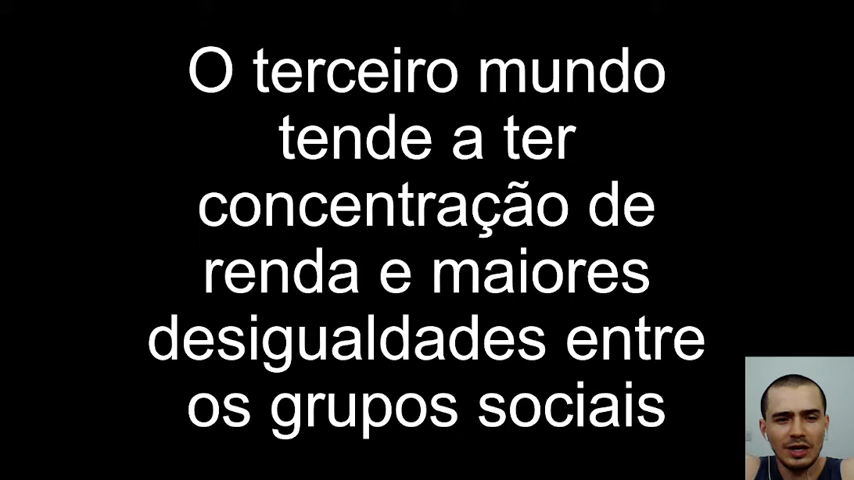 O terceiro mundo
tende a ter
concentração de
renda e maiores
desigualdades entre
os grupos sociais